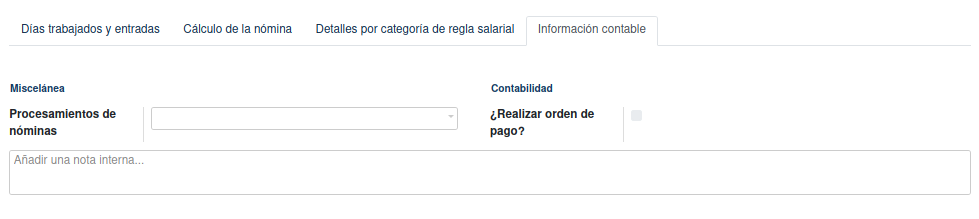 Días trabajados y entradas Cálculo de la nómina Detalles por categoría de regla salarial Información contable
Miscelánea
Procesamientos de
nóminas
Contabilidad
¿Realizar orden de
pago?
Añadir una nota interna...